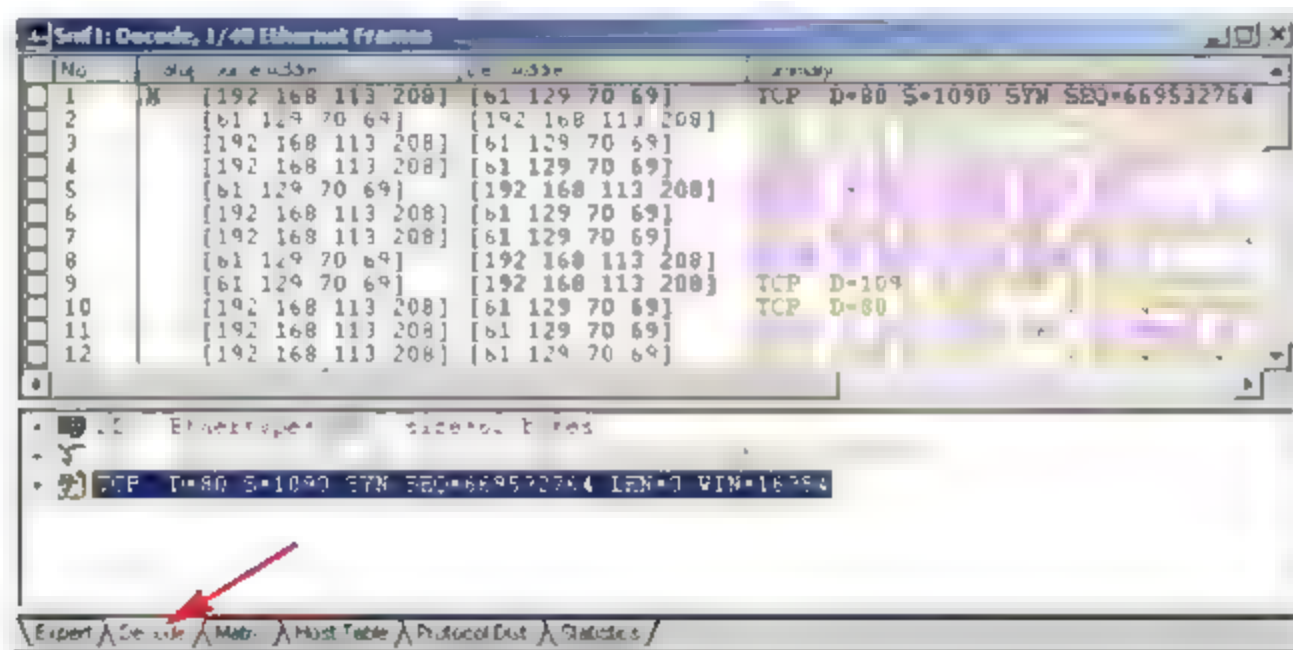 Snif1: Decode, 1/40 Ethernet Frames
No.
1 M [192 168 113 208] [61 129 70 69] TCP D=80 S=1090 SYN SEQ=669532764
2 [61 129 70 69] [192 168 113 208]
3 [192 168 113 208] [61 129 70 69]
4 [192 168 113 208] [61 129 70 69]
5 [61 129 70 69] [192 168 113 208]
6 [192 168 113 208] [61 129 70 69]
7 [192 168 113 208] [61 129 70 69]
8 [61 129 70 69] [192 168 113 208]
9 [61 129 70 69] [192 168 113 208] TCP D=109
10 [192 168 113 208] [61 129 70 69] TCP D=80
11 [192 168 113 208] [61 129 70 69]
12 [192 168 113 208] [61 129 70 69]
TCP D=80 S=1090 SYN SEQ=669532764 LEN=0 WIN=16384
Expert Decode Matrix Host Table Protocol Dist Statistics